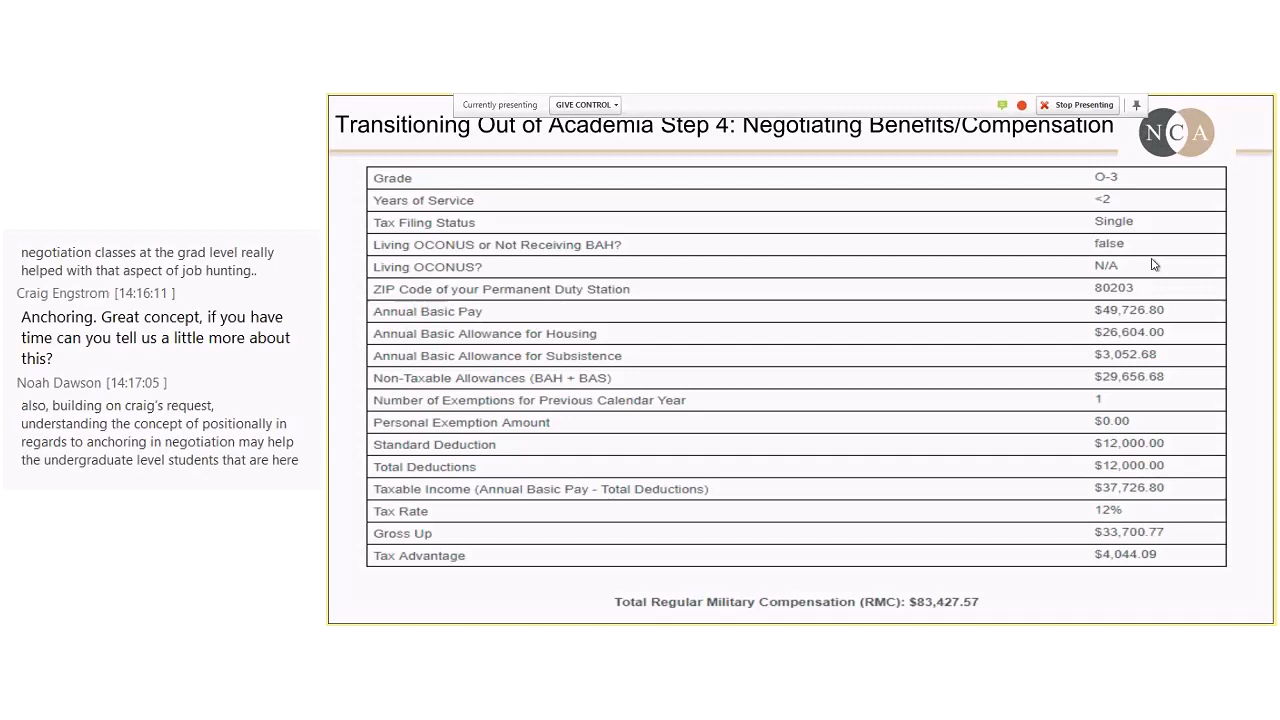 Currently presenting GIVE CONTROL Stop Presenting
Transitioning Out of Academia Step 4: Negotiating Benefits/Compensation
NCA
negotiation classes at the grad level really
helped with that aspect of job hunting..
Craig Engstrom [14:16:11 ]
Anchoring. Great concept, if you have
time can you tell us a little more about
this?
Noah Dawson [14:17:05 ]
also, building on craig's request,
understanding the concept of positionally in
regards to anchoring in negotiation may help
the undergraduate level students that are here
Grade O-3
Years of Service <2
Tax Filing Status Single
Living OCONUS or Not Receiving BAH? false
Living OCONUS? N/A
ZIP Code of your Permanent Duty Station 80203
Annual Basic Pay $49,726.80
Annual Basic Allowance for Housing $26,604.00
Annual Basic Allowance for Subsistence $3,052.68
Non-Taxable Allowances (BAH + BAS) $29,656.68
Number of Exemptions for Previous Calendar Year 1
Personal Exemption Amount $0.00
Standard Deduction $12,000.00
Total Deductions $12,000.00
Taxable Income (Annual Basic Pay - Total Deductions) $37,726.80
Tax Rate 12%
Gross Up $33,700.77
Tax Advantage $4,044.09
Total Regular Military Compensation (RMC): $83,427.57